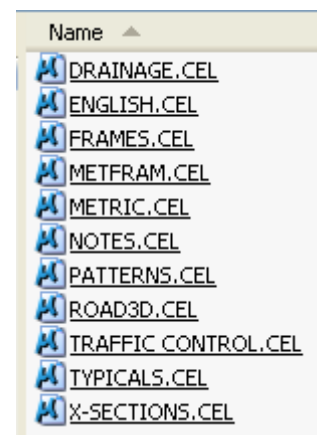 Name
DRAINAGE.CEL
ENGLISH.CEL
FRAMES.CEL
METFRAM.CEL
METRIC.CEL
NOTES.CEL
PATTERNS.CEL
ROAD3D.CEL
TRAFFIC CONTROL.CEL
TYPICALS.CEL
X-SECTIONS.CEL